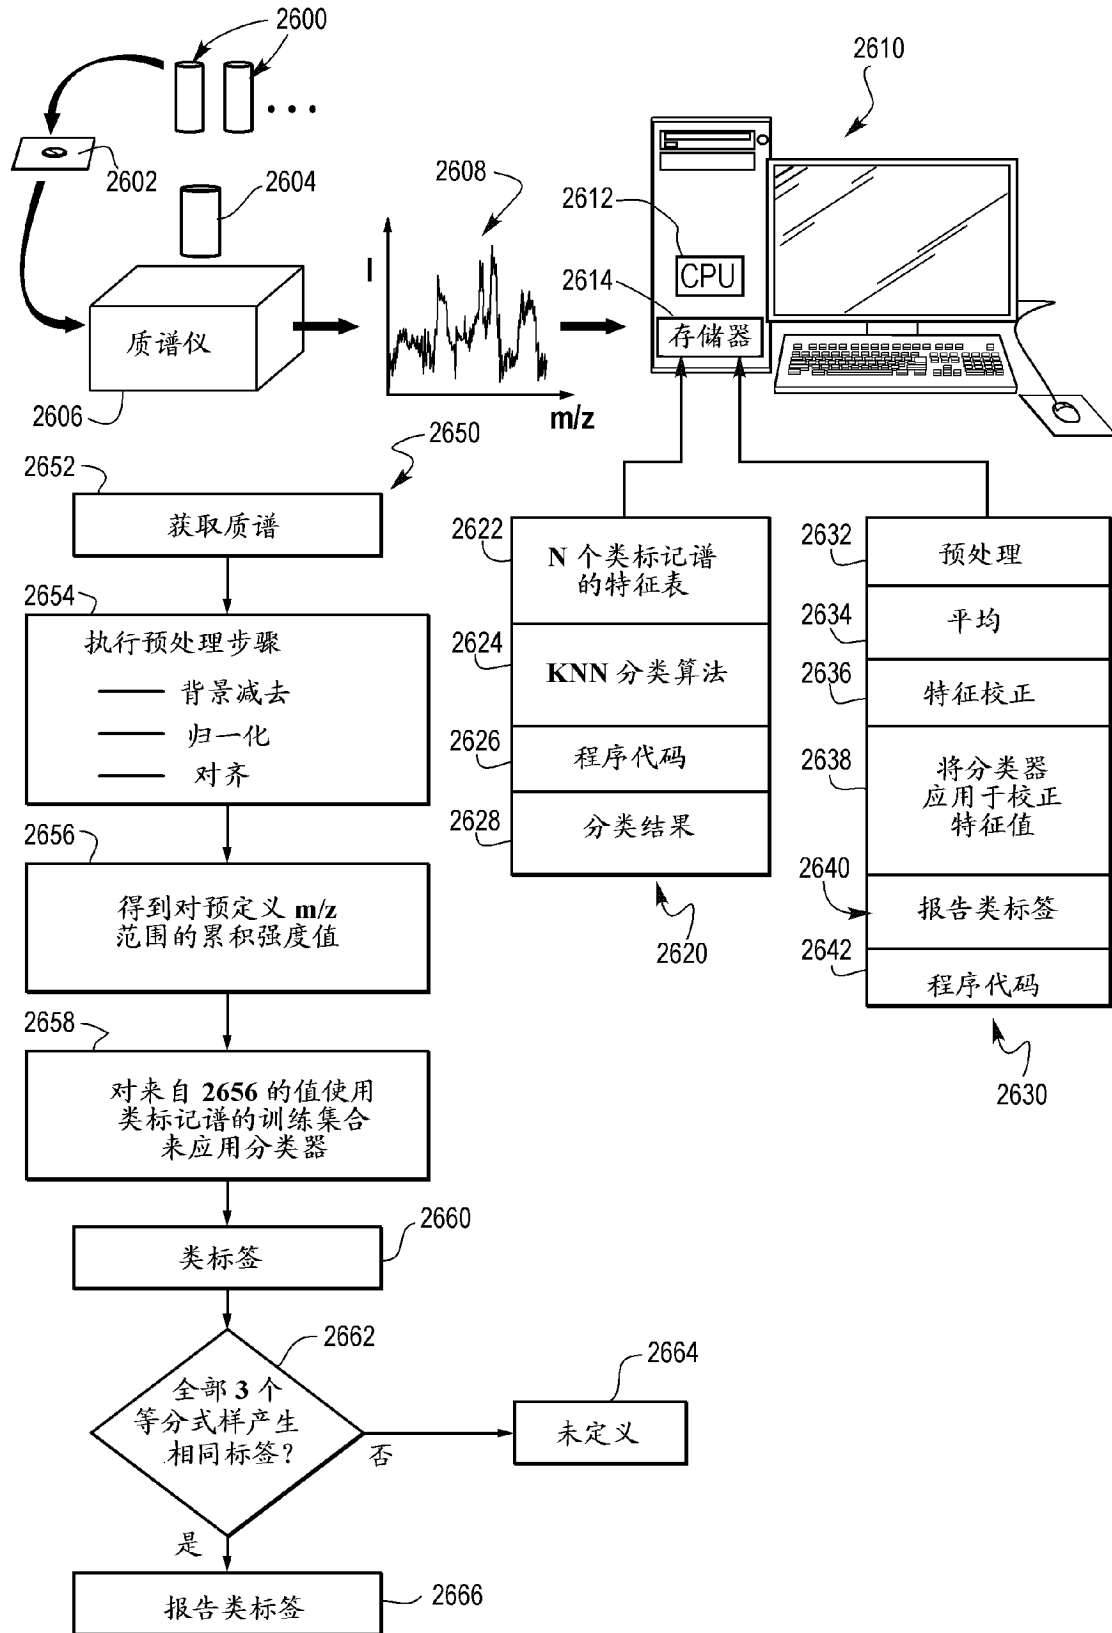 2600
2610
2602
2604
2608
2612
CPU
I
2614
存储器
质谱仪
2606
m/z
2650
2652
获取质谱
2622
N 个类标记谱
的特征表
2632
预处理
2654
执行预处理步骤
背景减去
归一化
对齐
2624
KNN 分类算法
2634
平均
2636
特征校正
2626
程序代码
2638
将分类器
应用于校正
特征值
2628
分类结果
2656
得到对预定义 m/z
范围的累积强度值
2640
报告类标签
2620
2642
程序代码
2630
2658
对来自 2656 的值使用
类标记谱的训练集合
来应用分类器
2660
类标签
2662
全部 3 个
等分式样产生
相同标签?
否
2664
未定义
是
报告类标签
2666